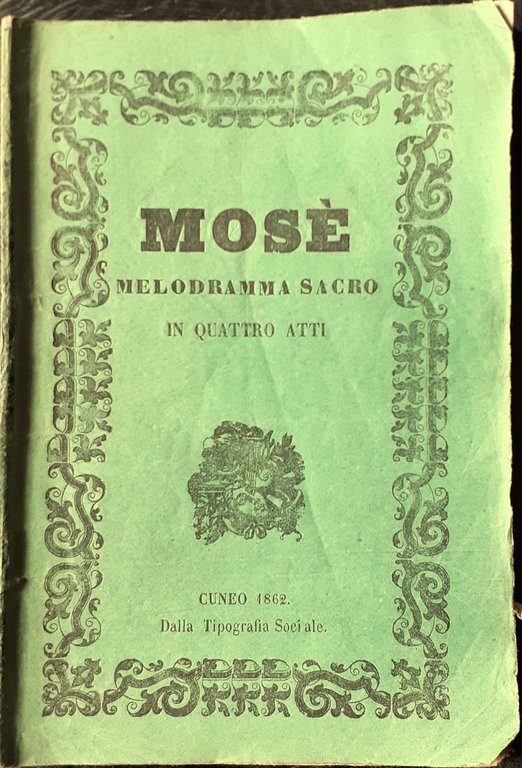 MOSÈ
MELODRAMMA SACRO
IN QUATTRO ATTI
CUNEO 1862.
Dalla Tipografia Sociale.